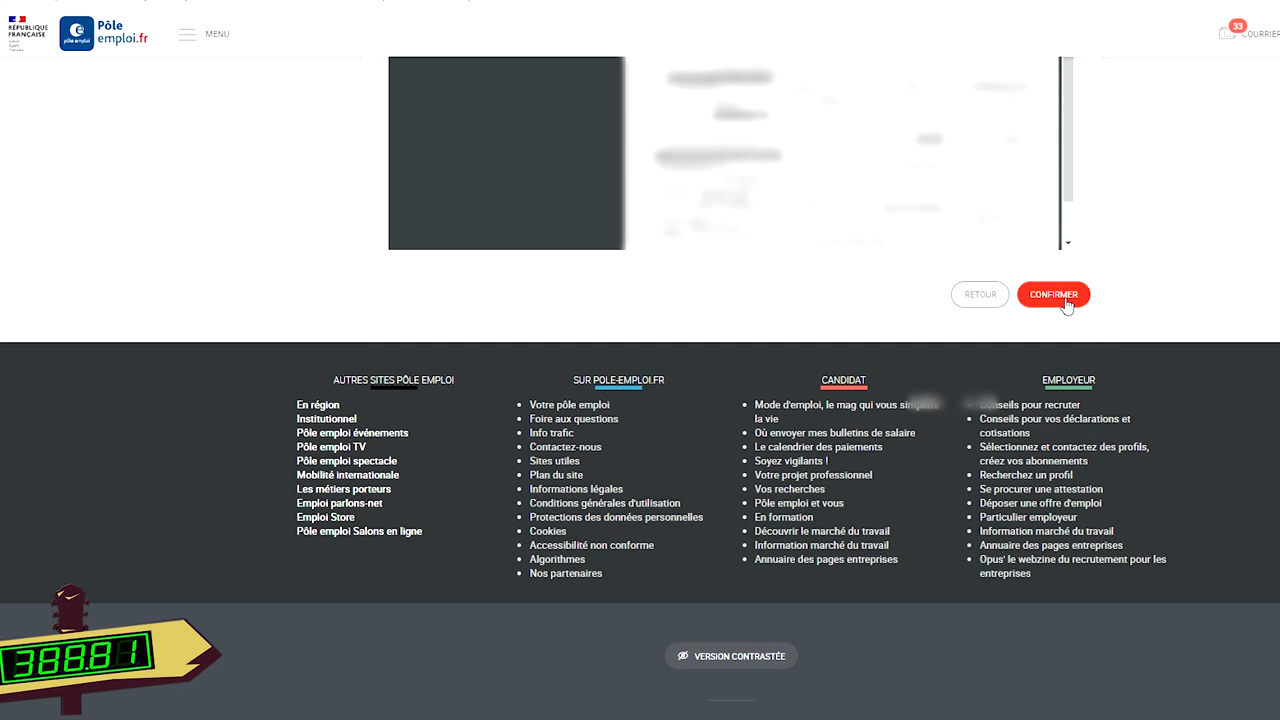 RÉPUBLIQUE
FRANÇAISE
pôle emploi
Pôle
emploi.fr
MENU
33
COURRIER
RETOUR
CONFIRMER
AUTRES SITES PÔLE EMPLOI
En région
Institutionnel
Pôle emploi événements
Pôle emploi TV
Pôle emploi spectacle
Mobilité internationale
Les métiers porteurs
Emploi parlons-net
Emploi Store
Pôle emploi Salons en ligne
SUR POLE-EMPLOI.FR
Votre pôle emploi
Foire aux questions
Info trafic
Contactez-nous
Sites utiles
Plan du site
Informations légales
Conditions générales d'utilisation
Protections des données personnelles
Cookies
Accessibilité non conforme
Algorithmes
Nos partenaires
CANDIDAT
Mode d'emploi, le mag qui vous simplifie
la vie
Où envoyer mes bulletins de salaire
Le calendrier des paiements
Soyez vigilants !
Votre projet professionnel
Vos recherches
Pôle emploi et vous
En formation
Découvrir le marché du travail
Information marché du travail
Annuaire des pages entreprises
EMPLOYEUR
Conseils pour recruter
Conseils pour vos déclarations et
cotisations
Sélectionnez et contactez des profils,
créez vos abonnements
Recherchez un profil
Se procurer une attestation
Déposer une offre d'emploi
Particulier employeur
Information marché du travail
Annuaire des pages entreprises
Opus' le webzine du recrutement pour les
entreprises
388.81
VERSION CONTRASTÉE